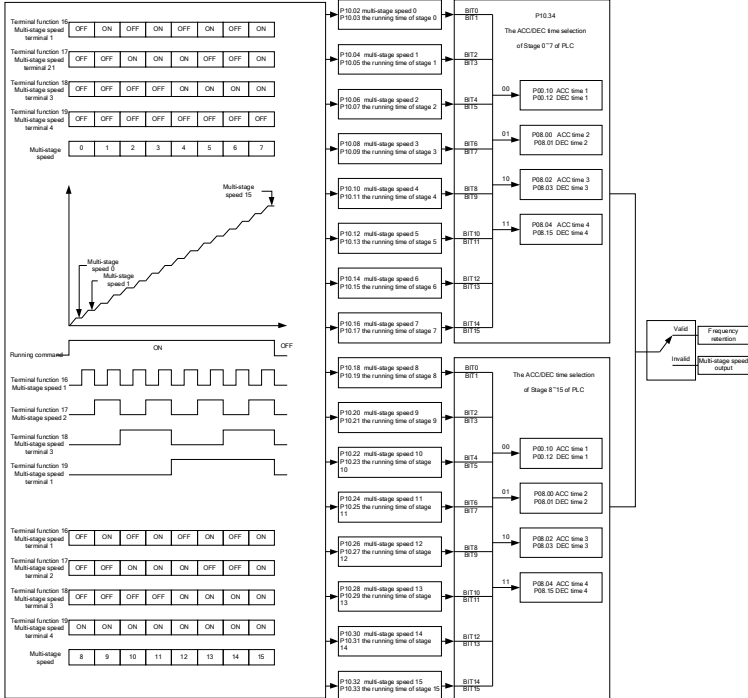 Terminal function 16
Multi-stage speed
terminal 1
OFF ON OFF ON OFF ON OFF ON
Terminal function 17
Multi-stage speed
terminal 21
OFF OFF ON ON OFF OFF ON ON
Terminal function 18
Multi-stage speed
terminal 3
OFF OFF OFF OFF ON ON ON ON
Terminal function 19
Multi-stage speed
terminal 4
OFF OFF OFF OFF OFF OFF OFF OFF
Multi-stage
speed
0 1 2 3 4 5 6 7
Multi-stage
speed 15
Multi-stage
speed 0
Multi-stage
speed 1
Running command
ON
OFF
Terminal function 16
Multi-stage speed 1
Terminal function 17
Multi-stage speed 2
Terminal function 18
Multi-stage speed
terminal 3
Terminal function 19
Multi-stage speed
terminal 1
Terminal function 16
Multi-stage speed
terminal 1
OFF ON OFF ON OFF ON OFF ON
Terminal function 17
Multi-stage speed
terminal 2
OFF OFF ON ON OFF OFF ON ON
Terminal function 18
Multi-stage speed
terminal 3
OFF OFF OFF OFF ON ON ON ON
Terminal function 19
Multi-stage speed
terminal 4
ON ON ON ON ON ON ON ON
Multi-stage
speed
8 9 10 11 12 13 14 15
P10.02 multi-stage speed 0
P10.03 the running time of stage 0
P10.04 multi-stage speed 1
P10.05 the running time of stage 1
P10.06 multi-stage speed 2
P10.07 the running time of stage 2
P10.08 multi-stage speed 3
P10.09 the running time of stage 3
P10.10 multi-stage speed 4
P10.11 the running time of stage 4
P10.12 multi-stage speed 5
P10.13 the running time of stage 5
P10.14 multi-stage speed 6
P10.15 the running time of stage 6
P10.16 multi-stage speed 7
P10.17 the running time of stage 7
P10.18 multi-stage speed 8
P10.19 the running time of stage 8
P10.20 multi-stage speed 9
P10.21 the running time of stage 9
P10.22 multi-stage speed 10
P10.23 the running time of stage
10
P10.24 multi-stage speed 11
P10.25 the running time of stage
11
P10.26 multi-stage speed 12
P10.27 the running time of stage
12
P10.28 multi-stage speed 13
P10.29 the running time of stage
13
P10.30 multi-stage speed 14
P10.31 the running time of stage
14
P10.32 multi-stage speed 15
P10.33 the running time of stage 15
BIT0
BIT1
BIT2
BIT3
BIT4
BIT5
BIT6
BIT7
BIT8
BIT9
BIT10
BIT11
BIT12
BIT13
BIT14
BIT15
P10.34
The ACC/DEC time selection
of Stage 0~7 of PLC
00
P00.10 ACC time 1
P00.12 DEC time 1
01
P08.00 ACC time 2
P08.01 DEC time 2
10
P08.02 ACC time 3
P08.03 DEC time 3
11
P08.04 ACC time 4
P08.15 DEC time 4
BIT0
BIT1
BIT2
BIT3
BIT4
BIT5
BIT6
BIT7
BIT8
BIT9
BIT10
BIT11
BIT12
BIT13
BIT14
BIT15
The ACC/DEC time selection
of Stage 8~15 of PLC
00
P00.10 ACC time 1
P00.12 DEC time 1
01
P08.00 ACC time 2
P08.01 DEC time 2
10
P08.02 ACC time 3
P08.03 DEC time 3
11
P08.04 ACC time 4
P08.15 DEC time 4
Valid
Frequency
retention
Invalid
Multi-stage speed
output